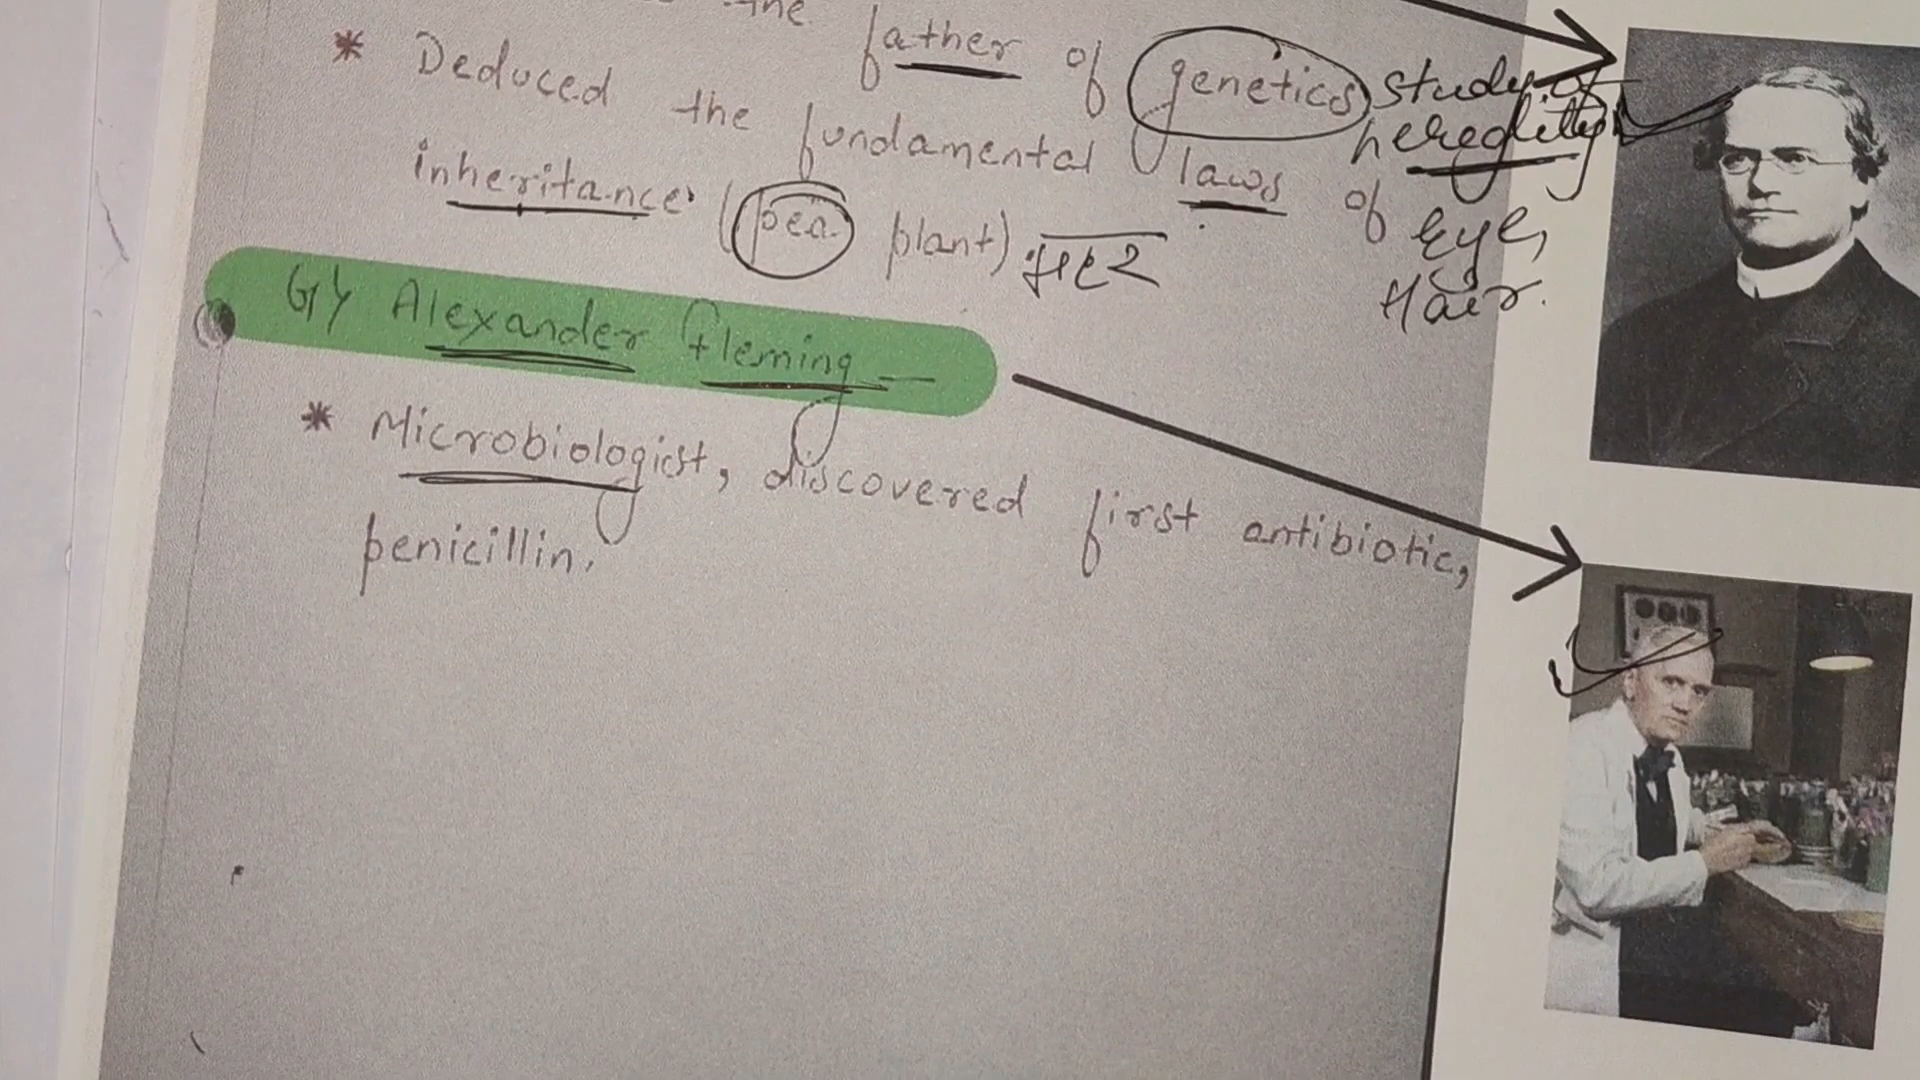 the father of genetics study of
heredity
* Deduced the fundamental laws of Eye,
inheritance. (pea plant) मटर Hair.
G) Alexander fleming —
* Microbiologist, discovered first antibiotic,
penicillin.